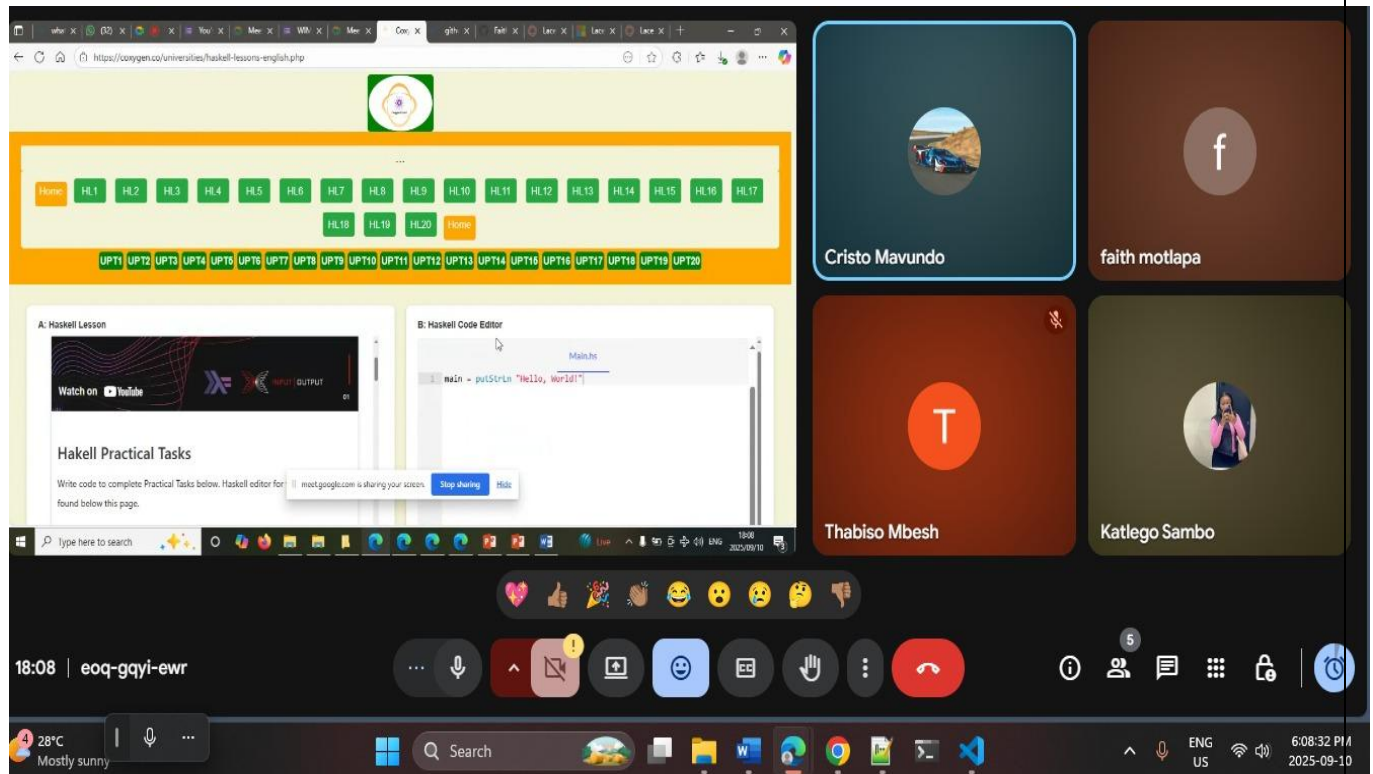 https://coxygen.co/universities/haskell-lessons-english.php
...
Home HL1 HL2 HL3 HL4 HL5 HL6 HL7 HL8 HL9 HL10 HL11 HL12 HL13 HL14 HL15 HL16 HL17
HL18 HL19 HL20 Home
UPT1 UPT2 UPT3 UPT4 UPT5 UPT6 UPT7 UPT8 UPT9 UPT10 UPT11 UPT12 UPT13 UPT14 UPT15 UPT16 UPT17 UPT18 UPT19 UPT20
A: Haskell Lesson
Watch on YouTube
INPUT OUTPUT
01
Hakell Practical Tasks
Write code to complete Practical Tasks below. Haskell editor for
found below this page.
B: Haskell Code Editor
Main.hs
1 main = putStrLn "Hello, World!"
meet.google.com is sharing your screen.
Stop sharing
Hide
Type here to search
Live
ENG
18:08
2025/09/10
Cristo Mavundo
f
faith motlapa
T
Thabiso Mbesh
Katlego Sambo
18:08 | eoq-gqyi-ewr
CC
5
4
28°C
Mostly sunny
Search
ENG
US
6:08:32 PM
2025-09-10